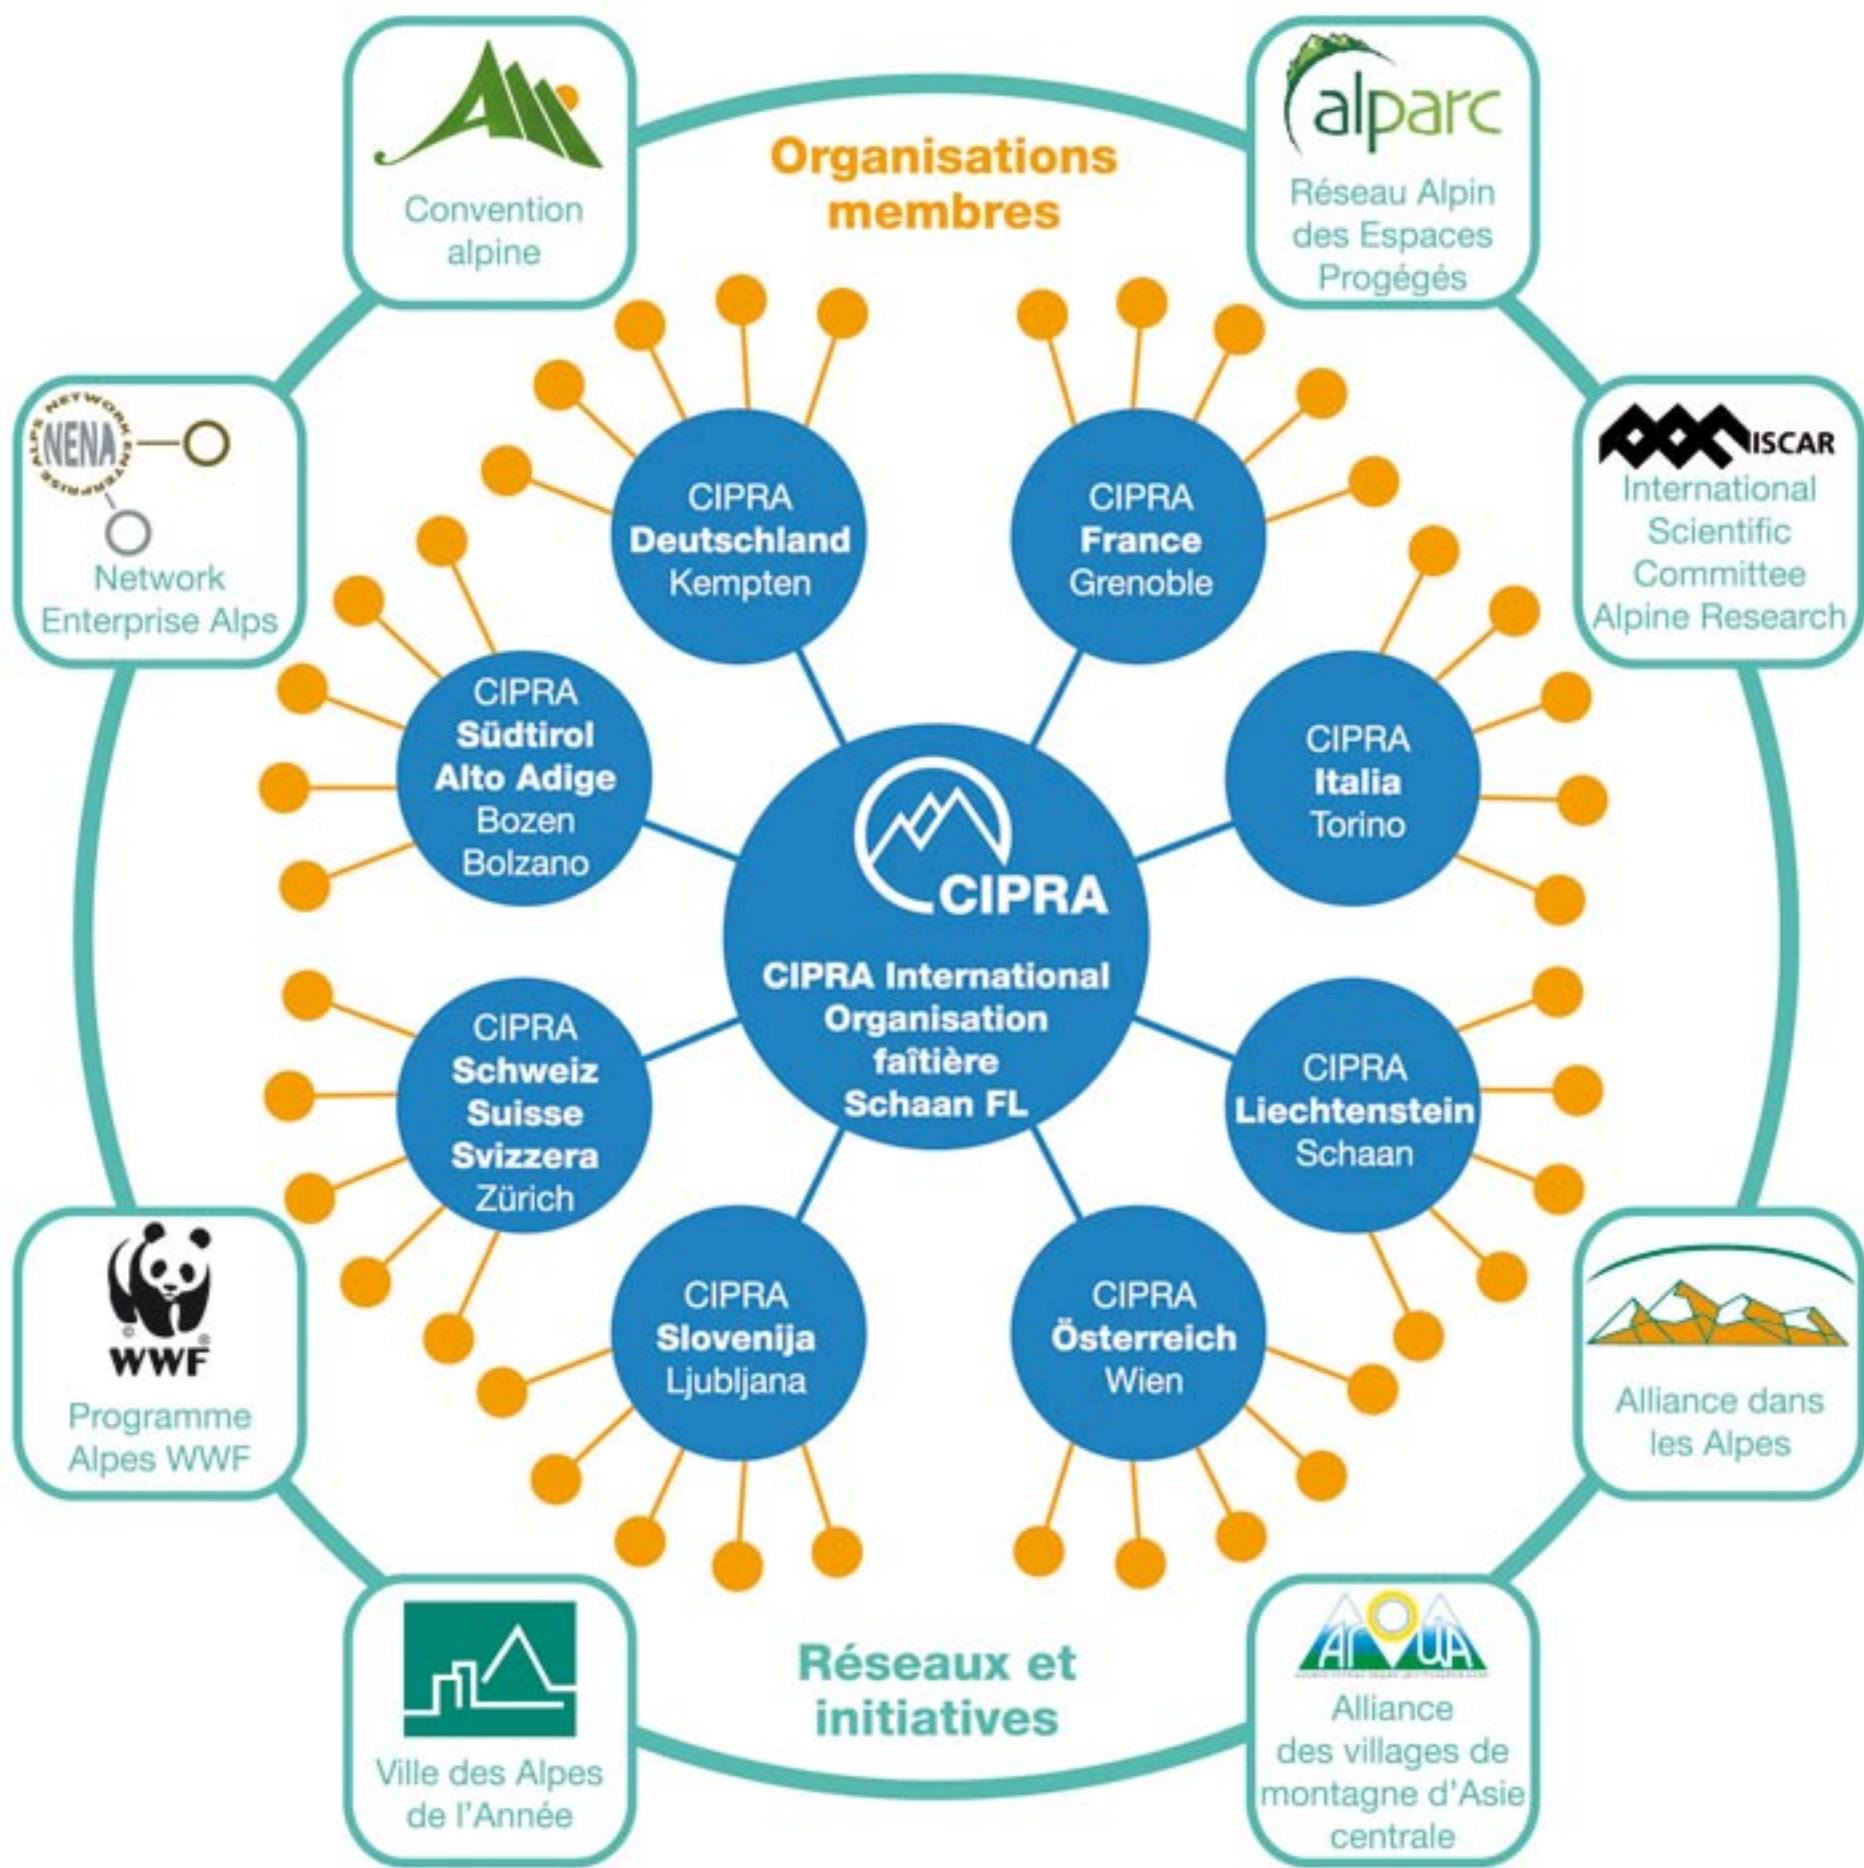 Convention
alpine
Organisations
membres
alparc
Réseau Alpin
des Espaces
Progégés
NETWORK ENTERPRISE ALPS
NENA
Network
Enterprise Alps
ISCAR
International
Scientific
Committee
Alpine Research
CIPRA
Deutschland
Kempten
CIPRA
France
Grenoble
CIPRA
Südtirol
Alto Adige
Bozen
Bolzano
CIPRA
Italia
Torino
CIPRA
CIPRA International
Organisation
faîtière
Schaan FL
CIPRA
Schweiz
Suisse
Svizzera
Zürich
CIPRA
Liechtenstein
Schaan
CIPRA
Slovenija
Ljubljana
CIPRA
Österreich
Wien
© ®
WWF
Programme
Alpes WWF
Alliance dans
les Alpes
Ville des Alpes
de l'Année
Réseaux et
initiatives
Alliance
des villages de
montagne d'Asie
centrale